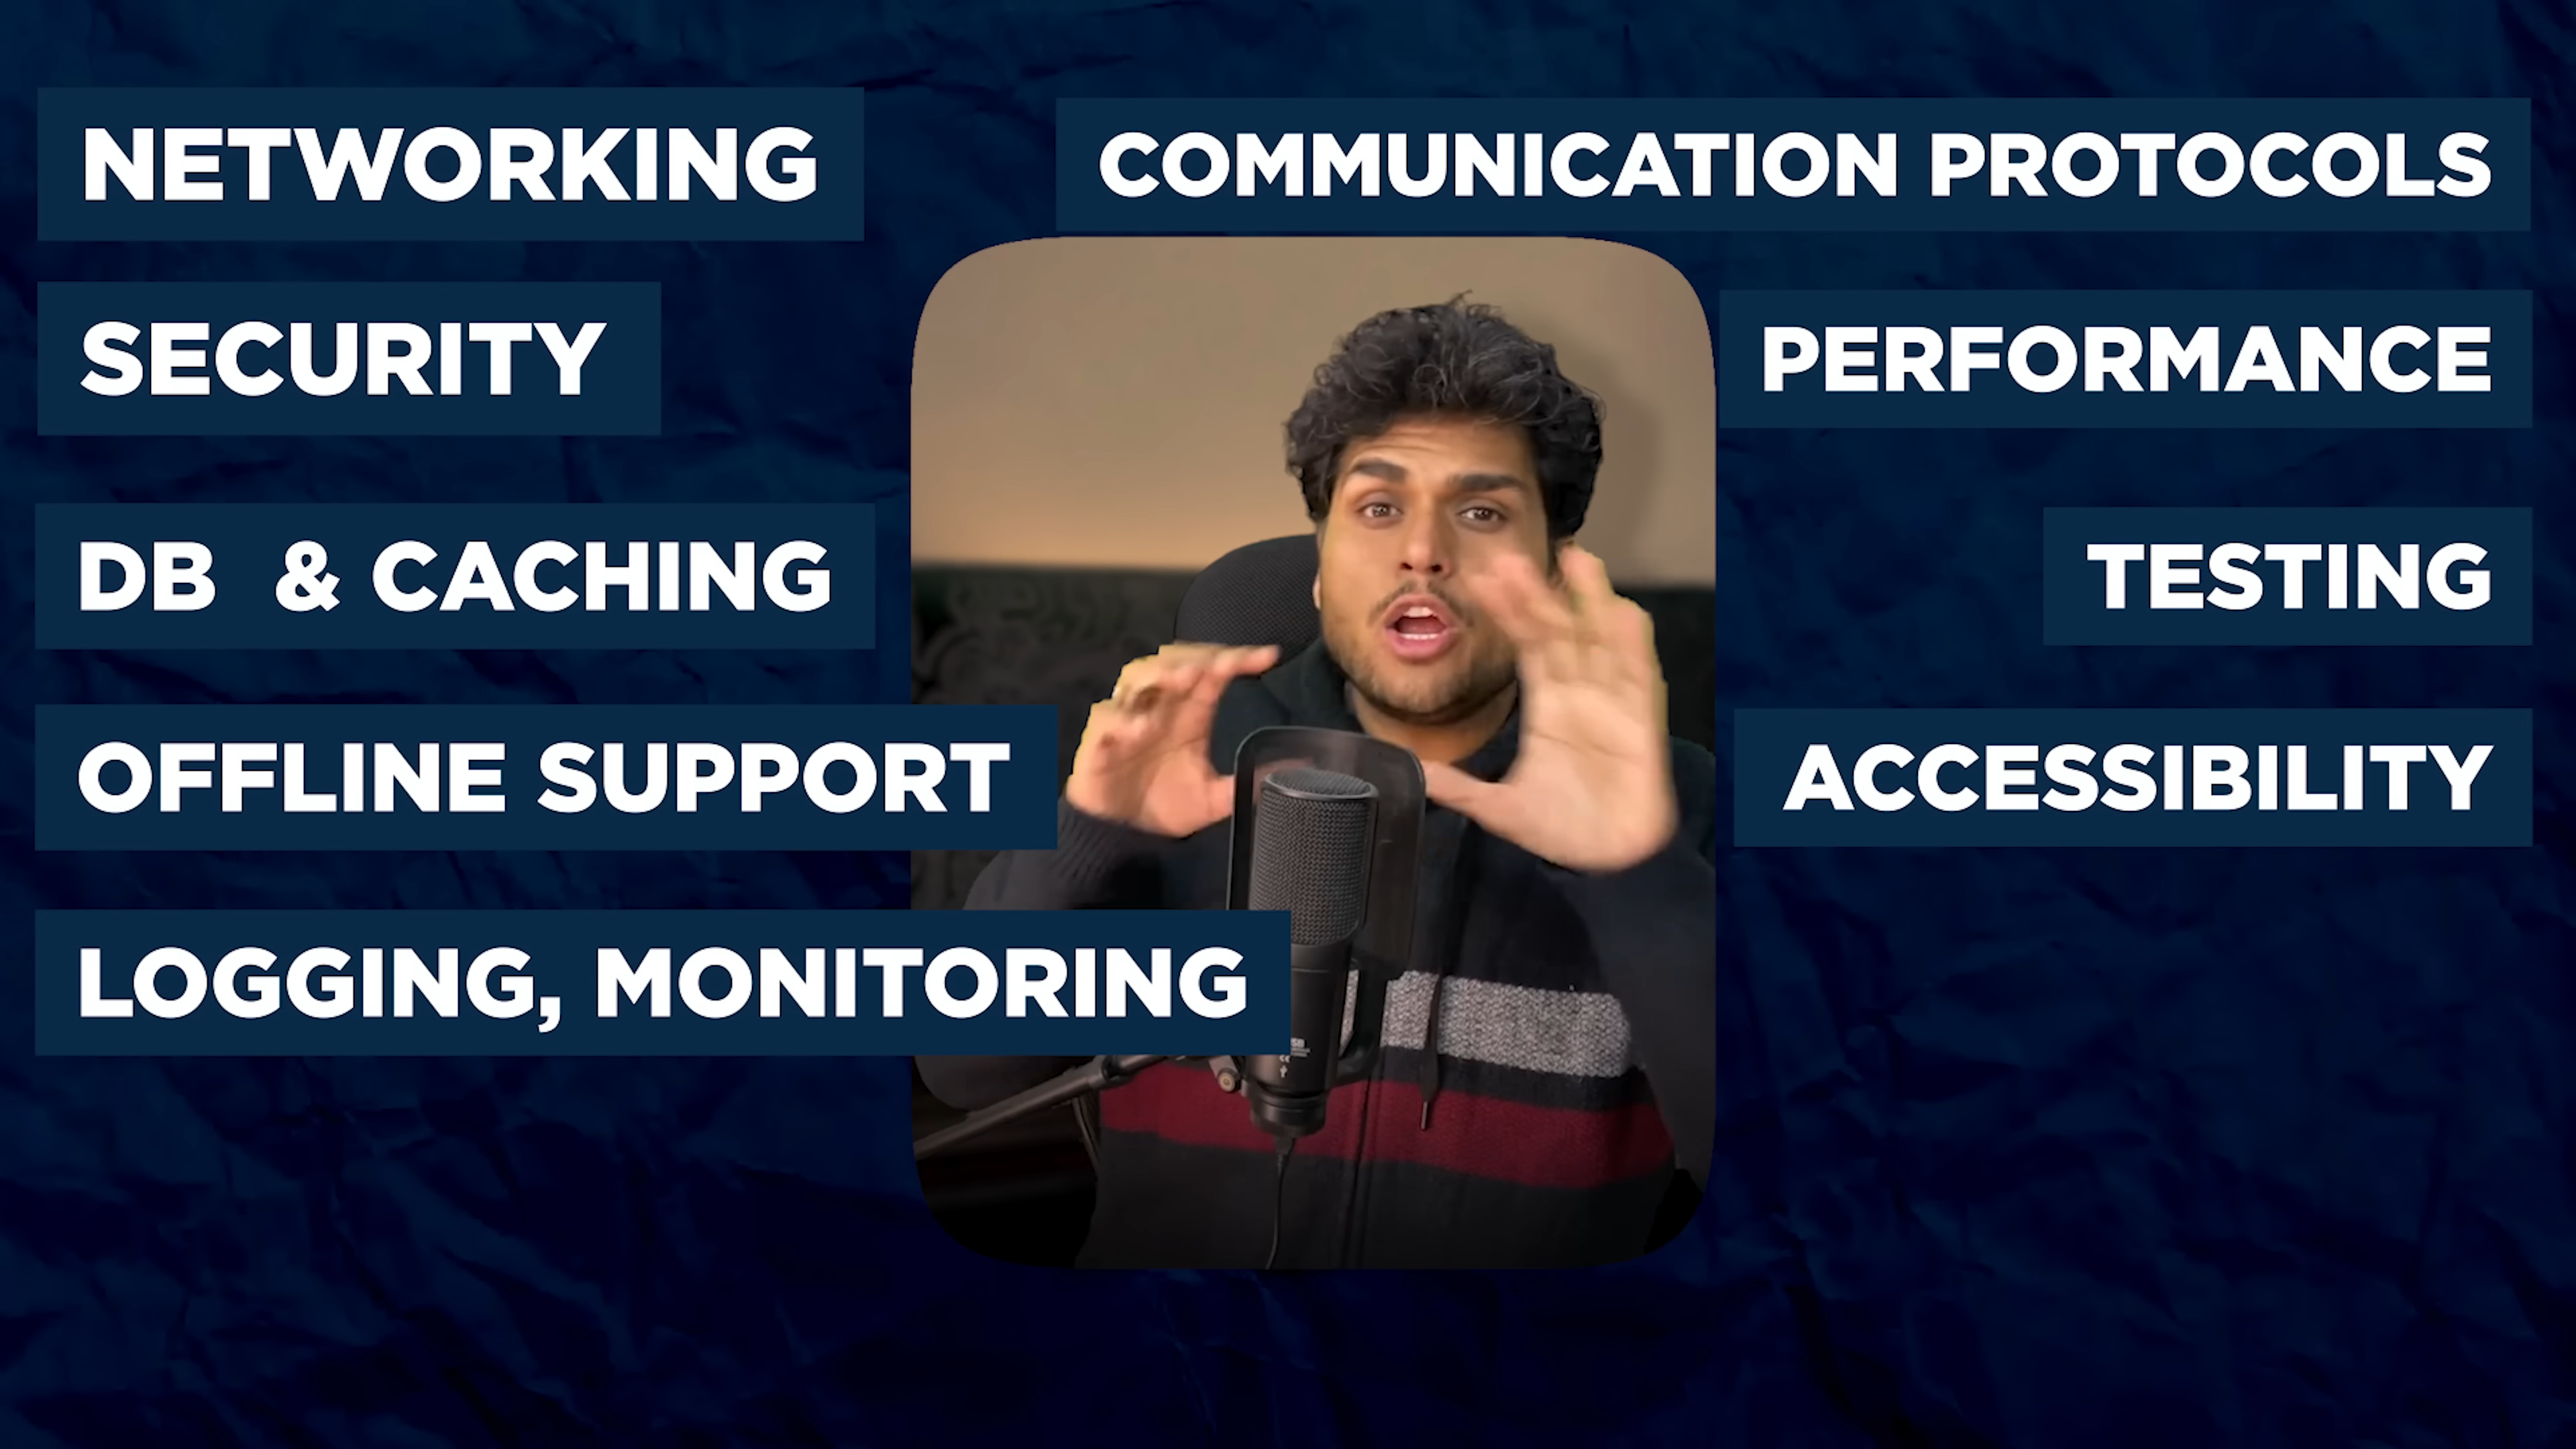 NETWORKING
COMMUNICATION PROTOCOLS
SECURITY
PERFORMANCE
DB & CACHING
TESTING
OFFLINE SUPPORT
ACCESSIBILITY
LOGGING, MONITORING